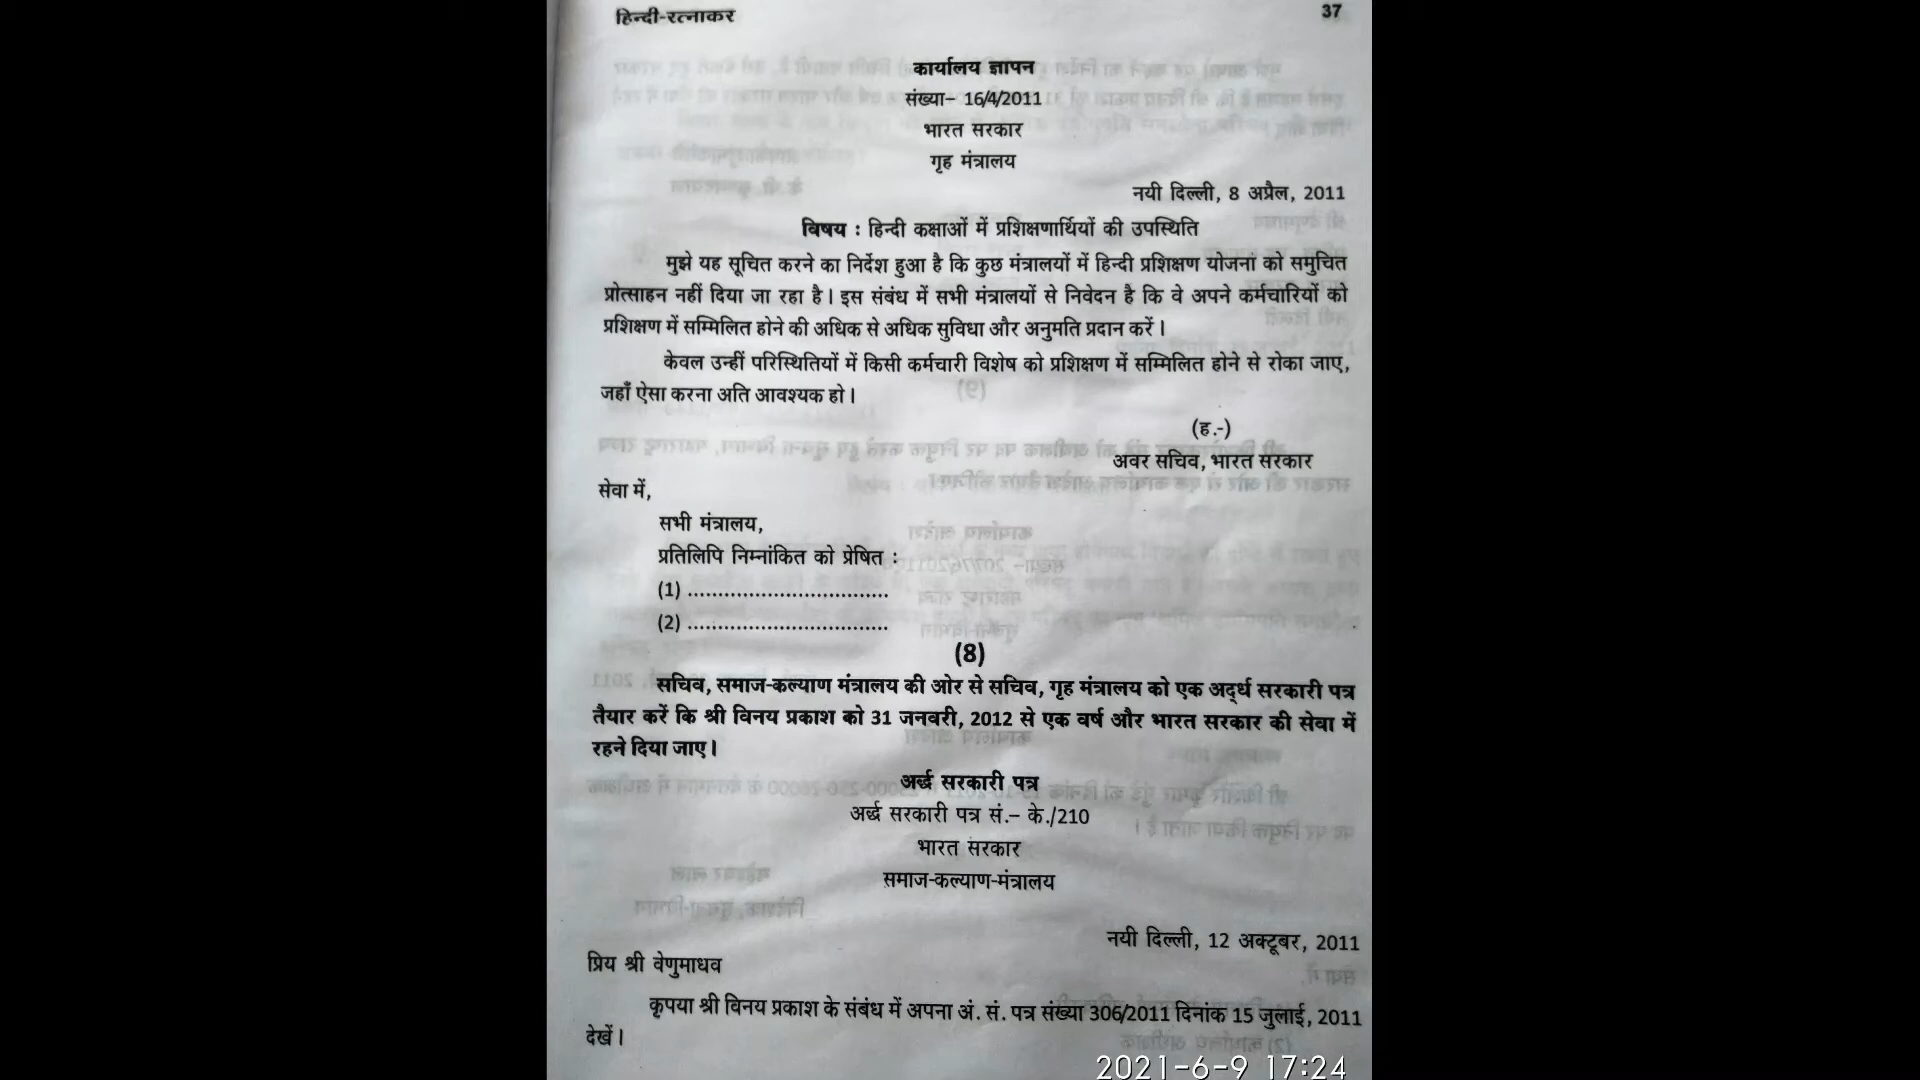 हिन्दी-रत्नाकर 37
कार्यालय ज्ञापन
संख्या– 16/4/2011
भारत सरकार
गृह मंत्रालय
नयी दिल्ली, 8 अप्रैल, 2011
विषय : हिन्दी कक्षाओं में प्रशिक्षणार्थियों की उपस्थिति
मुझे यह सूचित करने का निर्देश हुआ है कि कुछ मंत्रालयों में हिन्दी प्रशिक्षण योजना को समुचित
प्रोत्साहन नहीं दिया जा रहा है। इस संबंध में सभी मंत्रालयों से निवेदन है कि वे अपने कर्मचारियों को
प्रशिक्षण में सम्मिलित होने की अधिक से अधिक सुविधा और अनुमति प्रदान करें।
केवल उन्हीं परिस्थितियों में किसी कर्मचारी विशेष को प्रशिक्षण में सम्मिलित होने से रोका जाए,
जहाँ ऐसा करना अति आवश्यक हो।
(ह.-)
अवर सचिव, भारत सरकार
सेवा में,
सभी मंत्रालय,
प्रतिलिपि निम्नांकित को प्रेषित :
(1) .................................
(2) .................................
(8)
सचिव, समाज-कल्याण मंत्रालय की ओर से सचिव, गृह मंत्रालय को एक अर्द्ध सरकारी पत्र
तैयार करें कि श्री विनय प्रकाश को 31 जनवरी, 2012 से एक वर्ष और भारत सरकार की सेवा में
रहने दिया जाए।
अर्द्ध सरकारी पत्र
अर्द्ध सरकारी पत्र सं.– के./210
भारत सरकार
समाज-कल्याण-मंत्रालय
नयी दिल्ली, 12 अक्टूबर, 2011
प्रिय श्री वेणुमाधव
कृपया श्री विनय प्रकाश के संबंध में अपना अं. सं. पत्र संख्या 306/2011 दिनांक 15 जुलाई, 2011
देखें।
2021-6-9 17:24